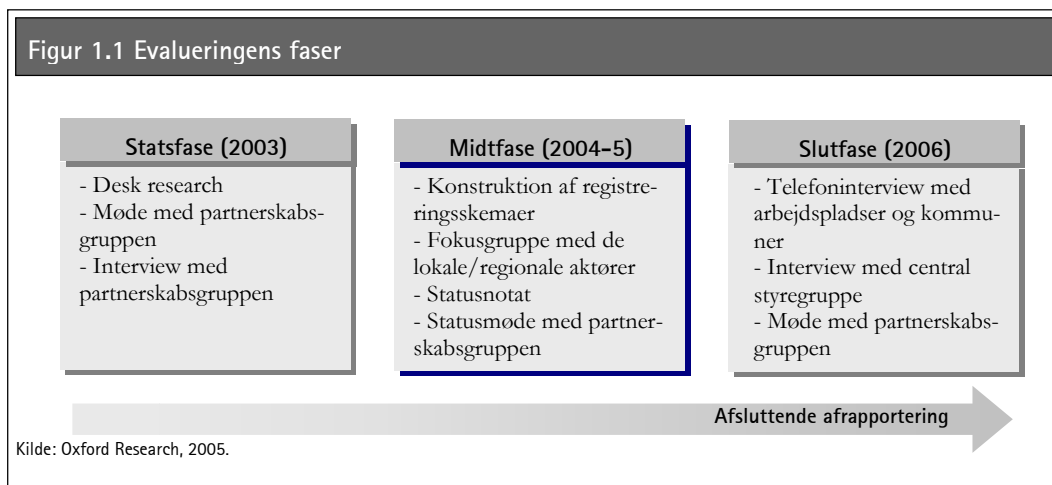 Figur 1.1 Evalueringens faser
Statsfase (2003)
- Desk research
- Møde med partnerskabs-
gruppen
- Interview med
partnerskabsgruppen
Midtfase (2004-5)
- Konstruktion af registre-
ringsskemaer
- Fokusgruppe med de
lokale/regionale aktører
- Statusnotat
- Statusmøde med partner-
skabsgruppen
Slutfase (2006)
- Telefoninterview med
arbejdspladser og kommu-
ner
- Interview med central
styregruppe
- Møde med partnerskabs-
gruppen
Afsluttende afrapportering
Kilde: Oxford Research, 2005.